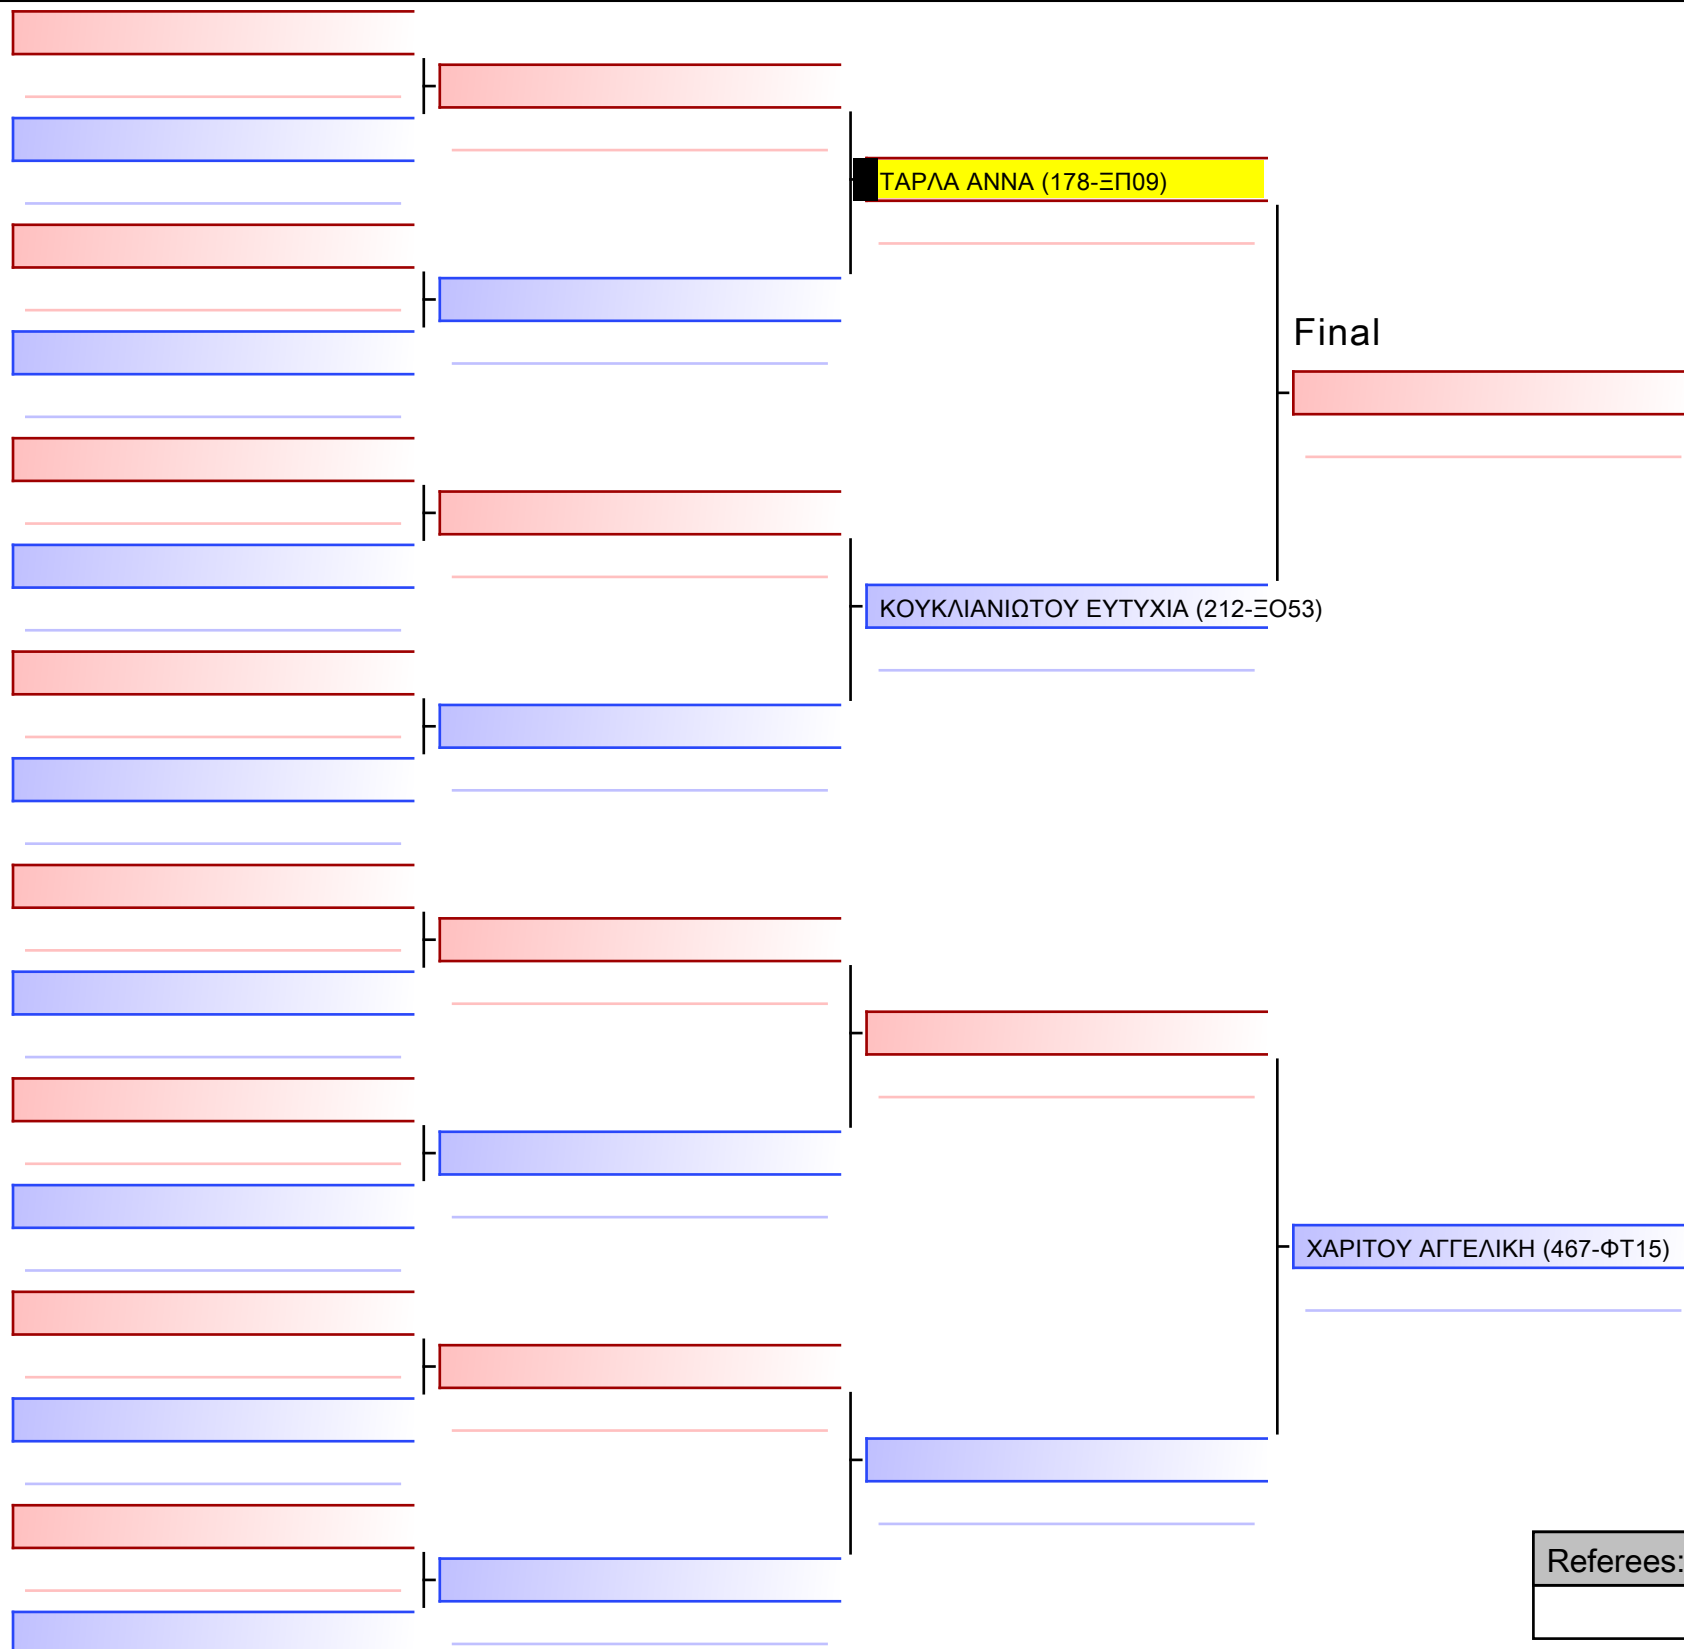 ΤΑΡΛΑ ΑΝΝΑ (178-ΞΠ09)
Final
ΚΟΥΚΛΙΑΝΙΩΤΟΥ ΕΥΤΥΧΙΑ (212-ΞΟ53)
ΧΑΡΙΤΟΥ ΑΓΓΕΛΙΚΗ (467-ΦΤ15)
Referees: